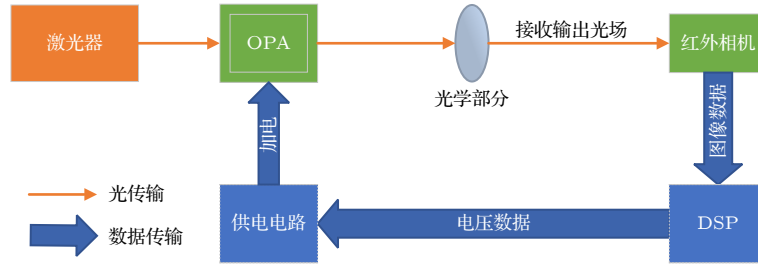 激光器
OPA
光学部分
接收输出光场
红外相机
图像数据
加电
光传输
数据传输
供电电路
电压数据
DSP